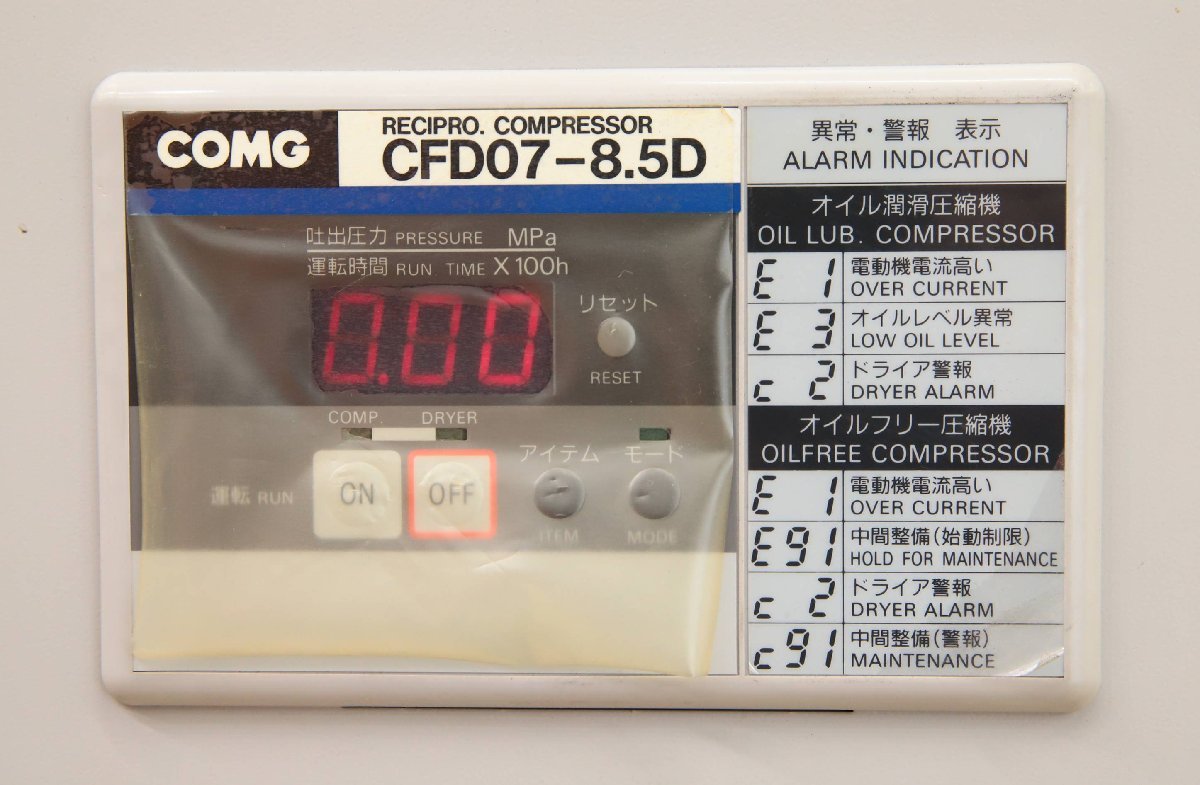 COMG
RECIPRO. COMPRESSOR
CFD07-8.5D
吐出圧力 PRESSURE MPa
運転時間 RUN TIME X 100h
0.00
リセット
RESET
COMP. DRYER
アイテム モード
運転 RUN ON OFF
ITEM MODE
異常・警報 表示
ALARM INDICATION
オイル潤滑圧縮機
OIL LUB. COMPRESSOR
E 1 電動機電流高い
OVER CURRENT
E 3 オイルレベル異常
LOW OIL LEVEL
c 2 ドライア警報
DRYER ALARM
オイルフリー圧縮機
OILFREE COMPRESSOR
E 1 電動機電流高い
OVER CURRENT
E91 中間整備(始動制限)
HOLD FOR MAINTENANCE
c 2 ドライア警報
DRYER ALARM
c91 中間整備(警報)
MAINTENANCE